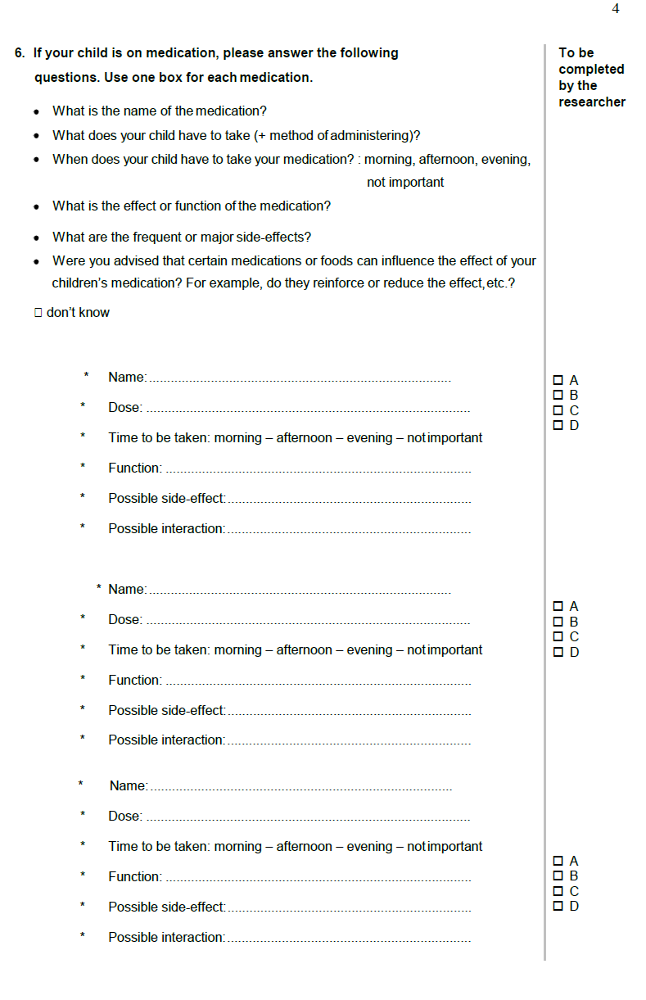 4
6. If your child is on medication, please answer the following
questions. Use one box for each medication.
To be
completed
by the
researcher
• What is the name of the medication?
• What does your child have to take (+ method of administering)?
• When does your child have to take your medication? : morning, afternoon, evening,
not important
• What is the effect or function of the medication?
• What are the frequent or major side-effects?
• Were you advised that certain medications or foods can influence the effect of your
children’s medication? For example, do they reinforce or reduce the effect, etc.?
☐ don’t know
* Name:....................................................................................
* Dose: .........................................................................................
* Time to be taken: morning – afternoon – evening – not important
* Function: ....................................................................................
* Possible side-effect:...................................................................
* Possible interaction:...................................................................
☐ A
☐ B
☐ C
☐ D
* Name:....................................................................................
* Dose: .........................................................................................
* Time to be taken: morning – afternoon – evening – not important
* Function: ....................................................................................
* Possible side-effect:...................................................................
* Possible interaction:...................................................................
☐ A
☐ B
☐ C
☐ D
* Name:....................................................................................
* Dose: .........................................................................................
* Time to be taken: morning – afternoon – evening – not important
* Function: ....................................................................................
* Possible side-effect:...................................................................
* Possible interaction:...................................................................
☐ A
☐ B
☐ C
☐ D